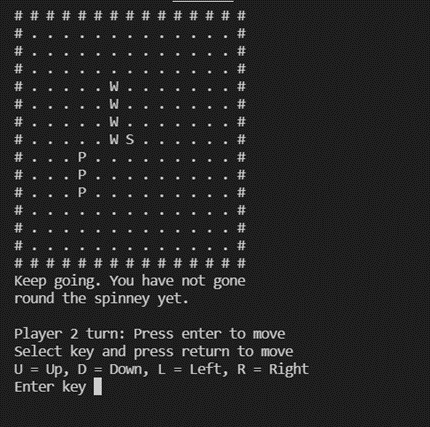 # # # # # # # # # # # # # # #
# . . . . . . . . . . . . . #
# . . . . . . . . . . . . . #
# . . . . . . . . . . . . . #
# . . . . . W . . . . . . . #
# . . . . . W . . . . . . . #
# . . . . . W . . . . . . . #
# . . . . . W S . . . . . . #
# . . . P . . . . . . . . . #
# . . . P . . . . . . . . . #
# . . . P . . . . . . . . . #
# . . . . . . . . . . . . . #
# . . . . . . . . . . . . . #
# . . . . . . . . . . . . . #
# # # # # # # # # # # # # # #
Keep going. You have not gone
round the spinney yet.
Player 2 turn: Press enter to move
Select key and press return to move
U = Up, D = Down, L = Left, R = Right
Enter key